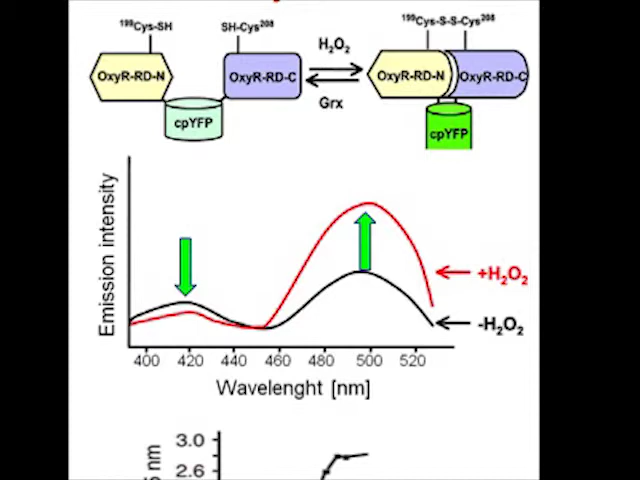 ¹⁹⁹Cys-SH
SH-Cys²⁰⁸
¹⁹⁹Cys-S-S-Cys²⁰⁸
OxyR-RD-N
OxyR-RD-C
H₂O₂
Grx
OxyR-RD-N
OxyR-RD-C
cpYFP
cpYFP
Emission intensity
+H₂O₂
-H₂O₂
400 420 440 460 480 500 520
Wavelenght [nm]
3.0
2.6
nm